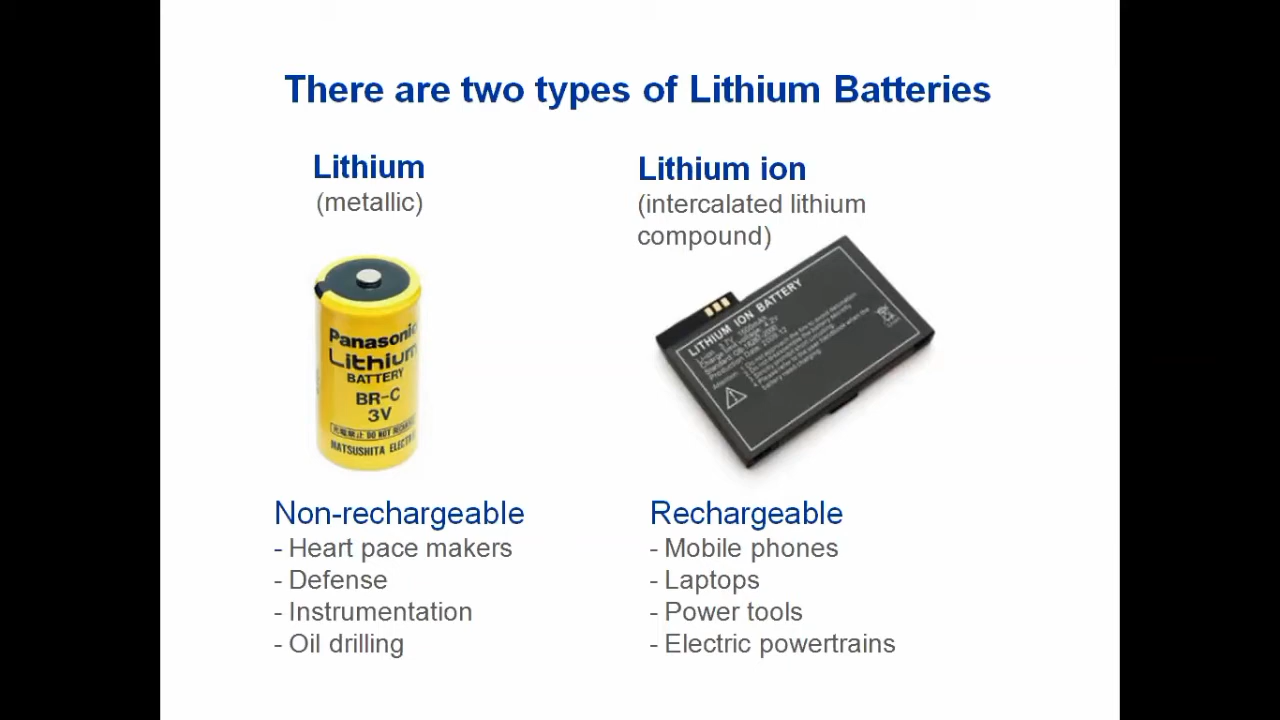 There are two types of Lithium Batteries
Lithium
(metallic)
Panasonic
Lithium
BATTERY
BR-C
3V
DO NOT
MATSUSHITA
Non-rechargeable
- Heart pace makers
- Defense
- Instrumentation
- Oil drilling
Lithium ion
(intercalated lithium
compound)
LITHIUM ION BATTERY
Rechargeable
- Mobile phones
- Laptops
- Power tools
- Electric powertrains